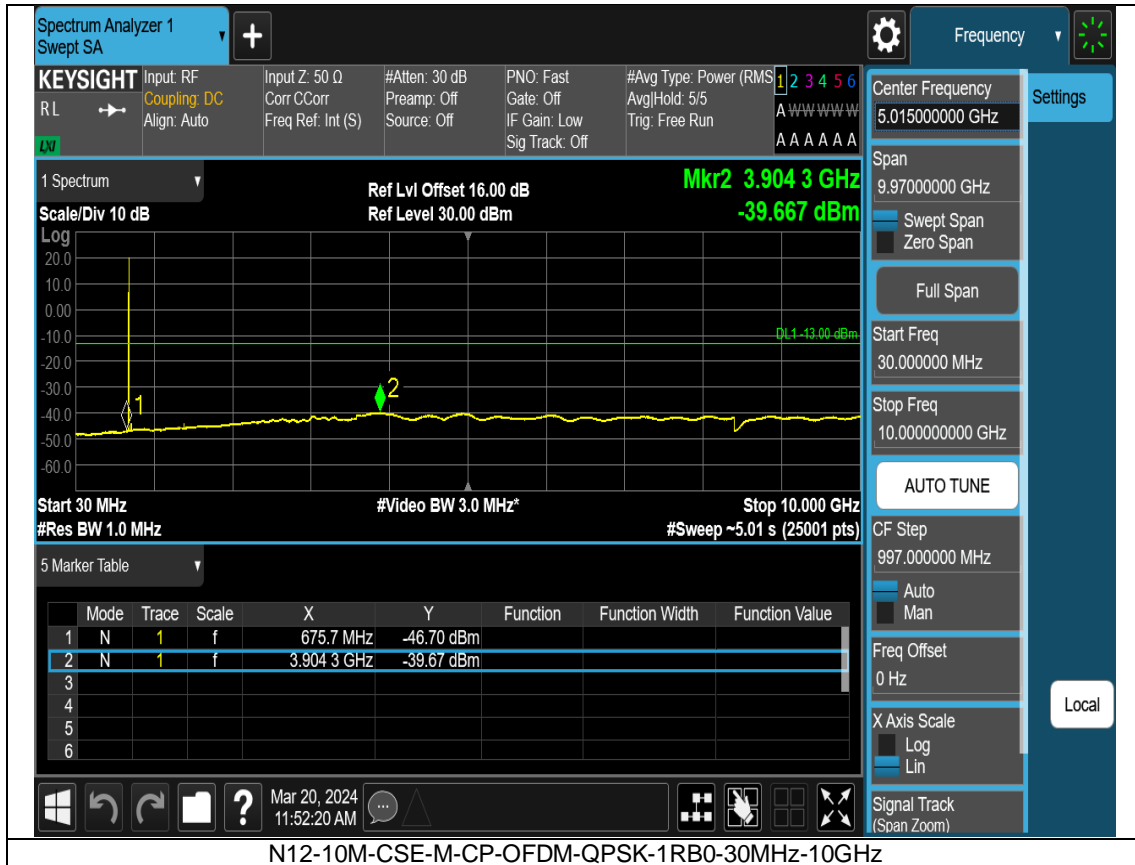 Spectrum Analyzer 1
Swept SA
+
Frequency
KEYSIGHT
RL
LXI
Input: RF
Coupling: DC
Align: Auto
Input Z: 50 Ω
Corr CCorr
Freq Ref: Int (S)
#Atten: 30 dB
Preamp: Off
Source: Off
PNO: Fast
Gate: Off
IF Gain: Low
Sig Track: Off
#Avg Type: Power (RMS
Avg|Hold: 5/5
Trig: Free Run
1 2 3 4 5 6
A W W W W W
A A A A A A
1 Spectrum
Scale/Div 10 dB
Ref Lvl Offset 16.00 dB
Ref Level 30.00 dBm
Mkr2 3.904 3 GHz
-39.667 dBm
Log
20.0
10.0
0.00
-10.0
-20.0
-30.0
-40.0
-50.0
-60.0
DL1 -13.00 dBm
1
2
Start 30 MHz
#Video BW 3.0 MHz*
Stop 10.000 GHz
#Res BW 1.0 MHz
#Sweep ~5.01 s (25001 pts)
5 Marker Table
Mode Trace Scale X Y Function Function Width Function Value
1 N 1 f 675.7 MHz -46.70 dBm
2 N 1 f 3.904 3 GHz -39.67 dBm
3
4
5
6
?
Mar 20, 2024
11:52:20 AM
Center Frequency
5.015000000 GHz
Settings
Span
9.97000000 GHz
Swept Span
Zero Span
Full Span
Start Freq
30.000000 MHz
Stop Freq
10.000000000 GHz
AUTO TUNE
CF Step
997.000000 MHz
Auto
Man
Freq Offset
0 Hz
X Axis Scale
Log
Lin
Local
Signal Track
(Span Zoom)
N12-10M-CSE-M-CP-OFDM-QPSK-1RB0-30MHz-10GHz